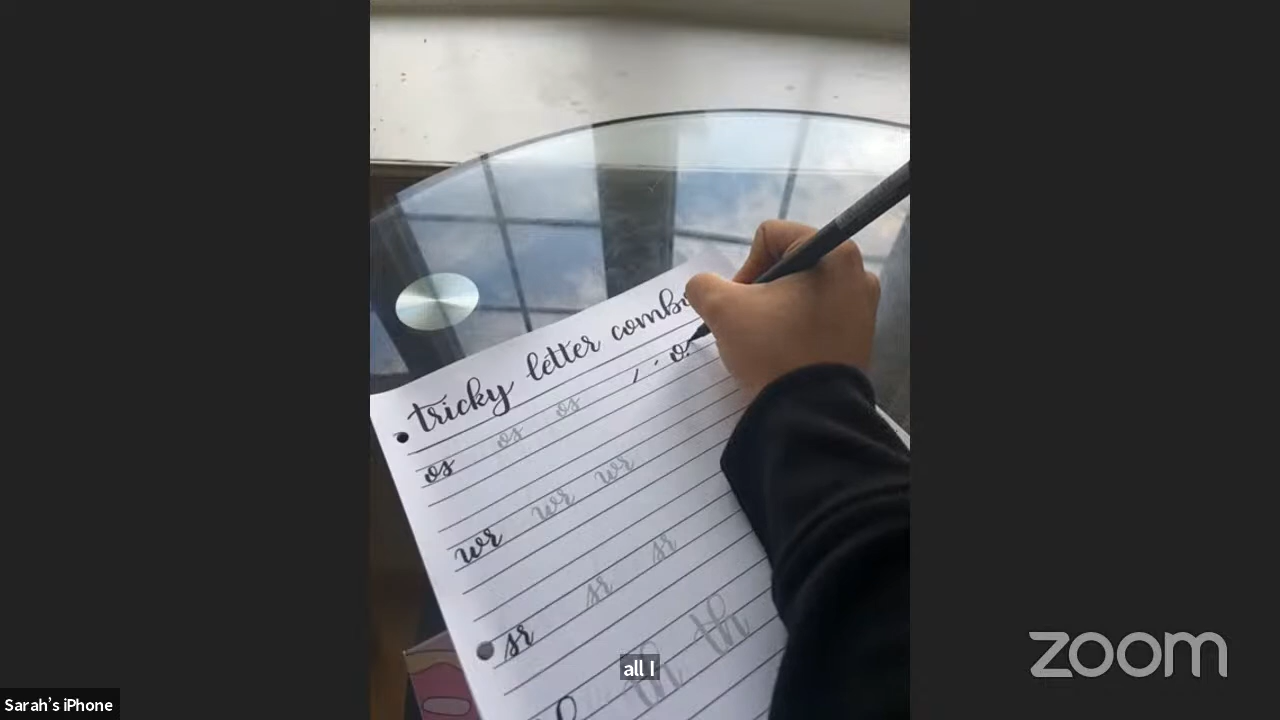 tricky letter combo
os os os o
wr wr wr
sr sr sr
th th
all I
Sarah's iPhone
zoom